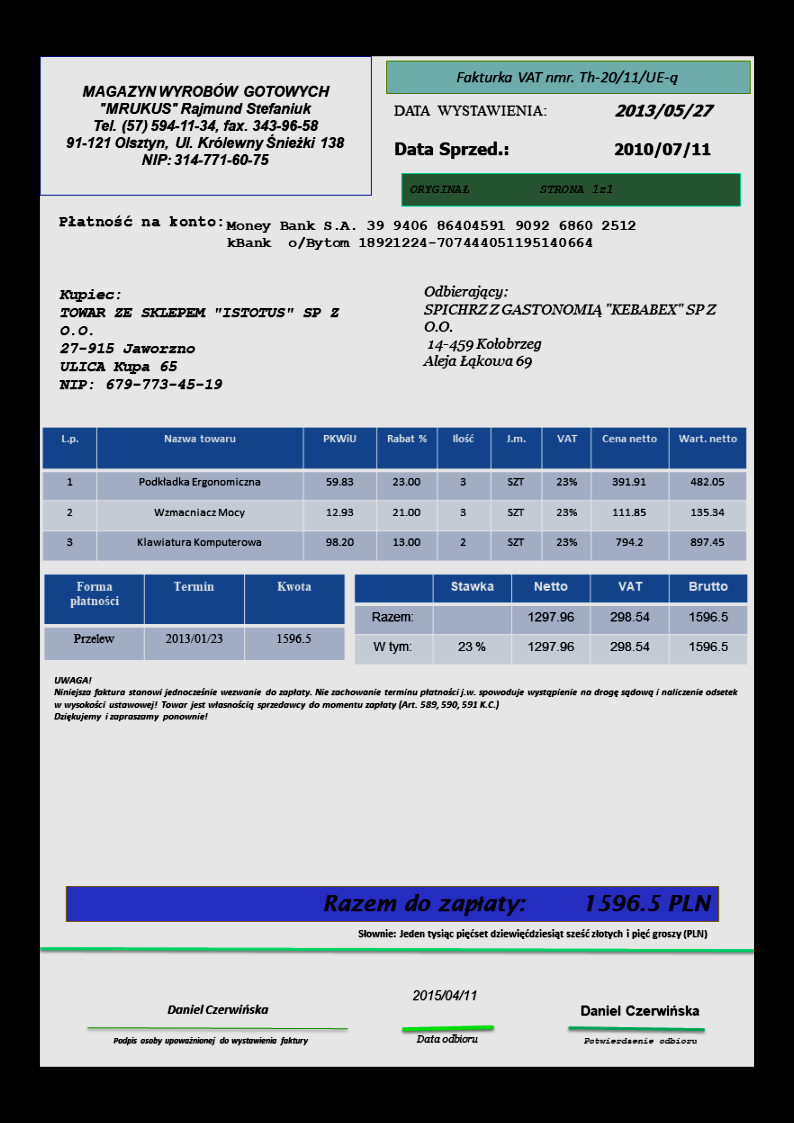 MAGAZYN WYROBÓW GOTOWYCH
"MRUKUS" Rajmund Stefaniuk
Tel. (57) 594-11-34, fax. 343-96-58
91-121 Olsztyn, Ul. Królewny Śnieżki 138
NIP: 314-771-60-75
Fakturka VAT nmr. Th-20/11/UE-q
DATA WYSTAWIENIA: 2013/05/27
Data Sprzed.: 2010/07/11
ORYGINAŁ STRONA 1z1
Płatność na konto: Money Bank S.A. 39 9406 86404591 9092 6860 2512
kBank o/Bytom 18921224-707444051195140664
Kupiec:
TOWAR ZE SKLEPEM "ISTOTUS" SP Z
O.O.
27-915 Jaworzno
ULICA Kupa 65
NIP: 679-773-45-19
Odbierający:
SPICHRZ Z GASTONOMIĄ "KEBABEX" SP Z
O.O.
14-459 Kołobrzeg
Aleja Łąkowa 69
L.p. Nazwa towaru PKWiU Rabat % Ilość J.m. VAT Cena netto Wart. netto
1 Podkładka Ergonomiczna 59.83 23.00 3 SZT 23% 391.91 482.05
2 Wzmacniacz Mocy 12.93 21.00 3 SZT 23% 111.85 135.34
3 Klawiatura Komputerowa 98.20 13.00 2 SZT 23% 794.2 897.45
Forma płatności Termin Kwota
Przelew 2013/01/23 1596.5
Stawka Netto VAT Brutto
Razem: 1297.96 298.54 1596.5
W tym: 23 % 1297.96 298.54 1596.5
UWAGA!
Niniejsza faktura stanowi jednocześnie wezwanie do zapłaty. Nie zachowanie terminu płatności j.w. spowoduje wystąpienie na drogę sądową i naliczenie odsetek
w wysokości ustawowej! Towar jest własnością sprzedawcy do momentu zapłaty (Art. 589, 590, 591 K.C.)
Dziękujemy i zapraszamy ponownie!
Razem do zapłaty: 1596.5 PLN
Słownie: Jeden tysiąc pięćset dziewięćdziesiąt sześć złotych i pięć groszy (PLN)
Daniel Czerwińska
2015/04/11
Daniel Czerwińska
Podpis osoby upoważnionej do wystawienia faktury
Data odbioru
Potwierdzenie odbioru